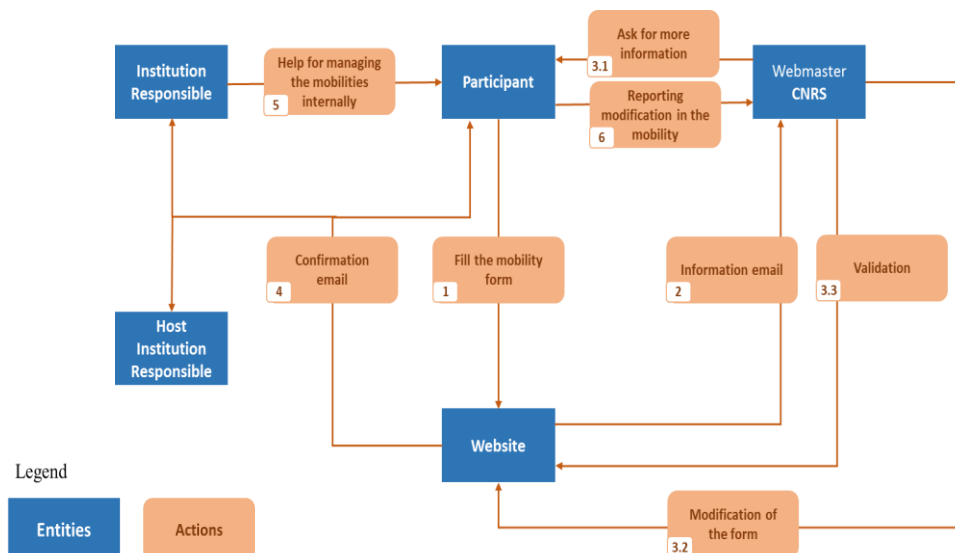 Institution
Responsible
Help for managing
the mobilities
internally
5
Participant
Ask for more
information
3.1
Reporting
modification in the
mobility
6
Webmaster
CNRS
Confirmation
email
4
Fill the mobility
form
1
Information email
2
Validation
3.3
Host
Institution
Responsible
Website
Modification of
the form
3.2
Legend
Entities
Actions